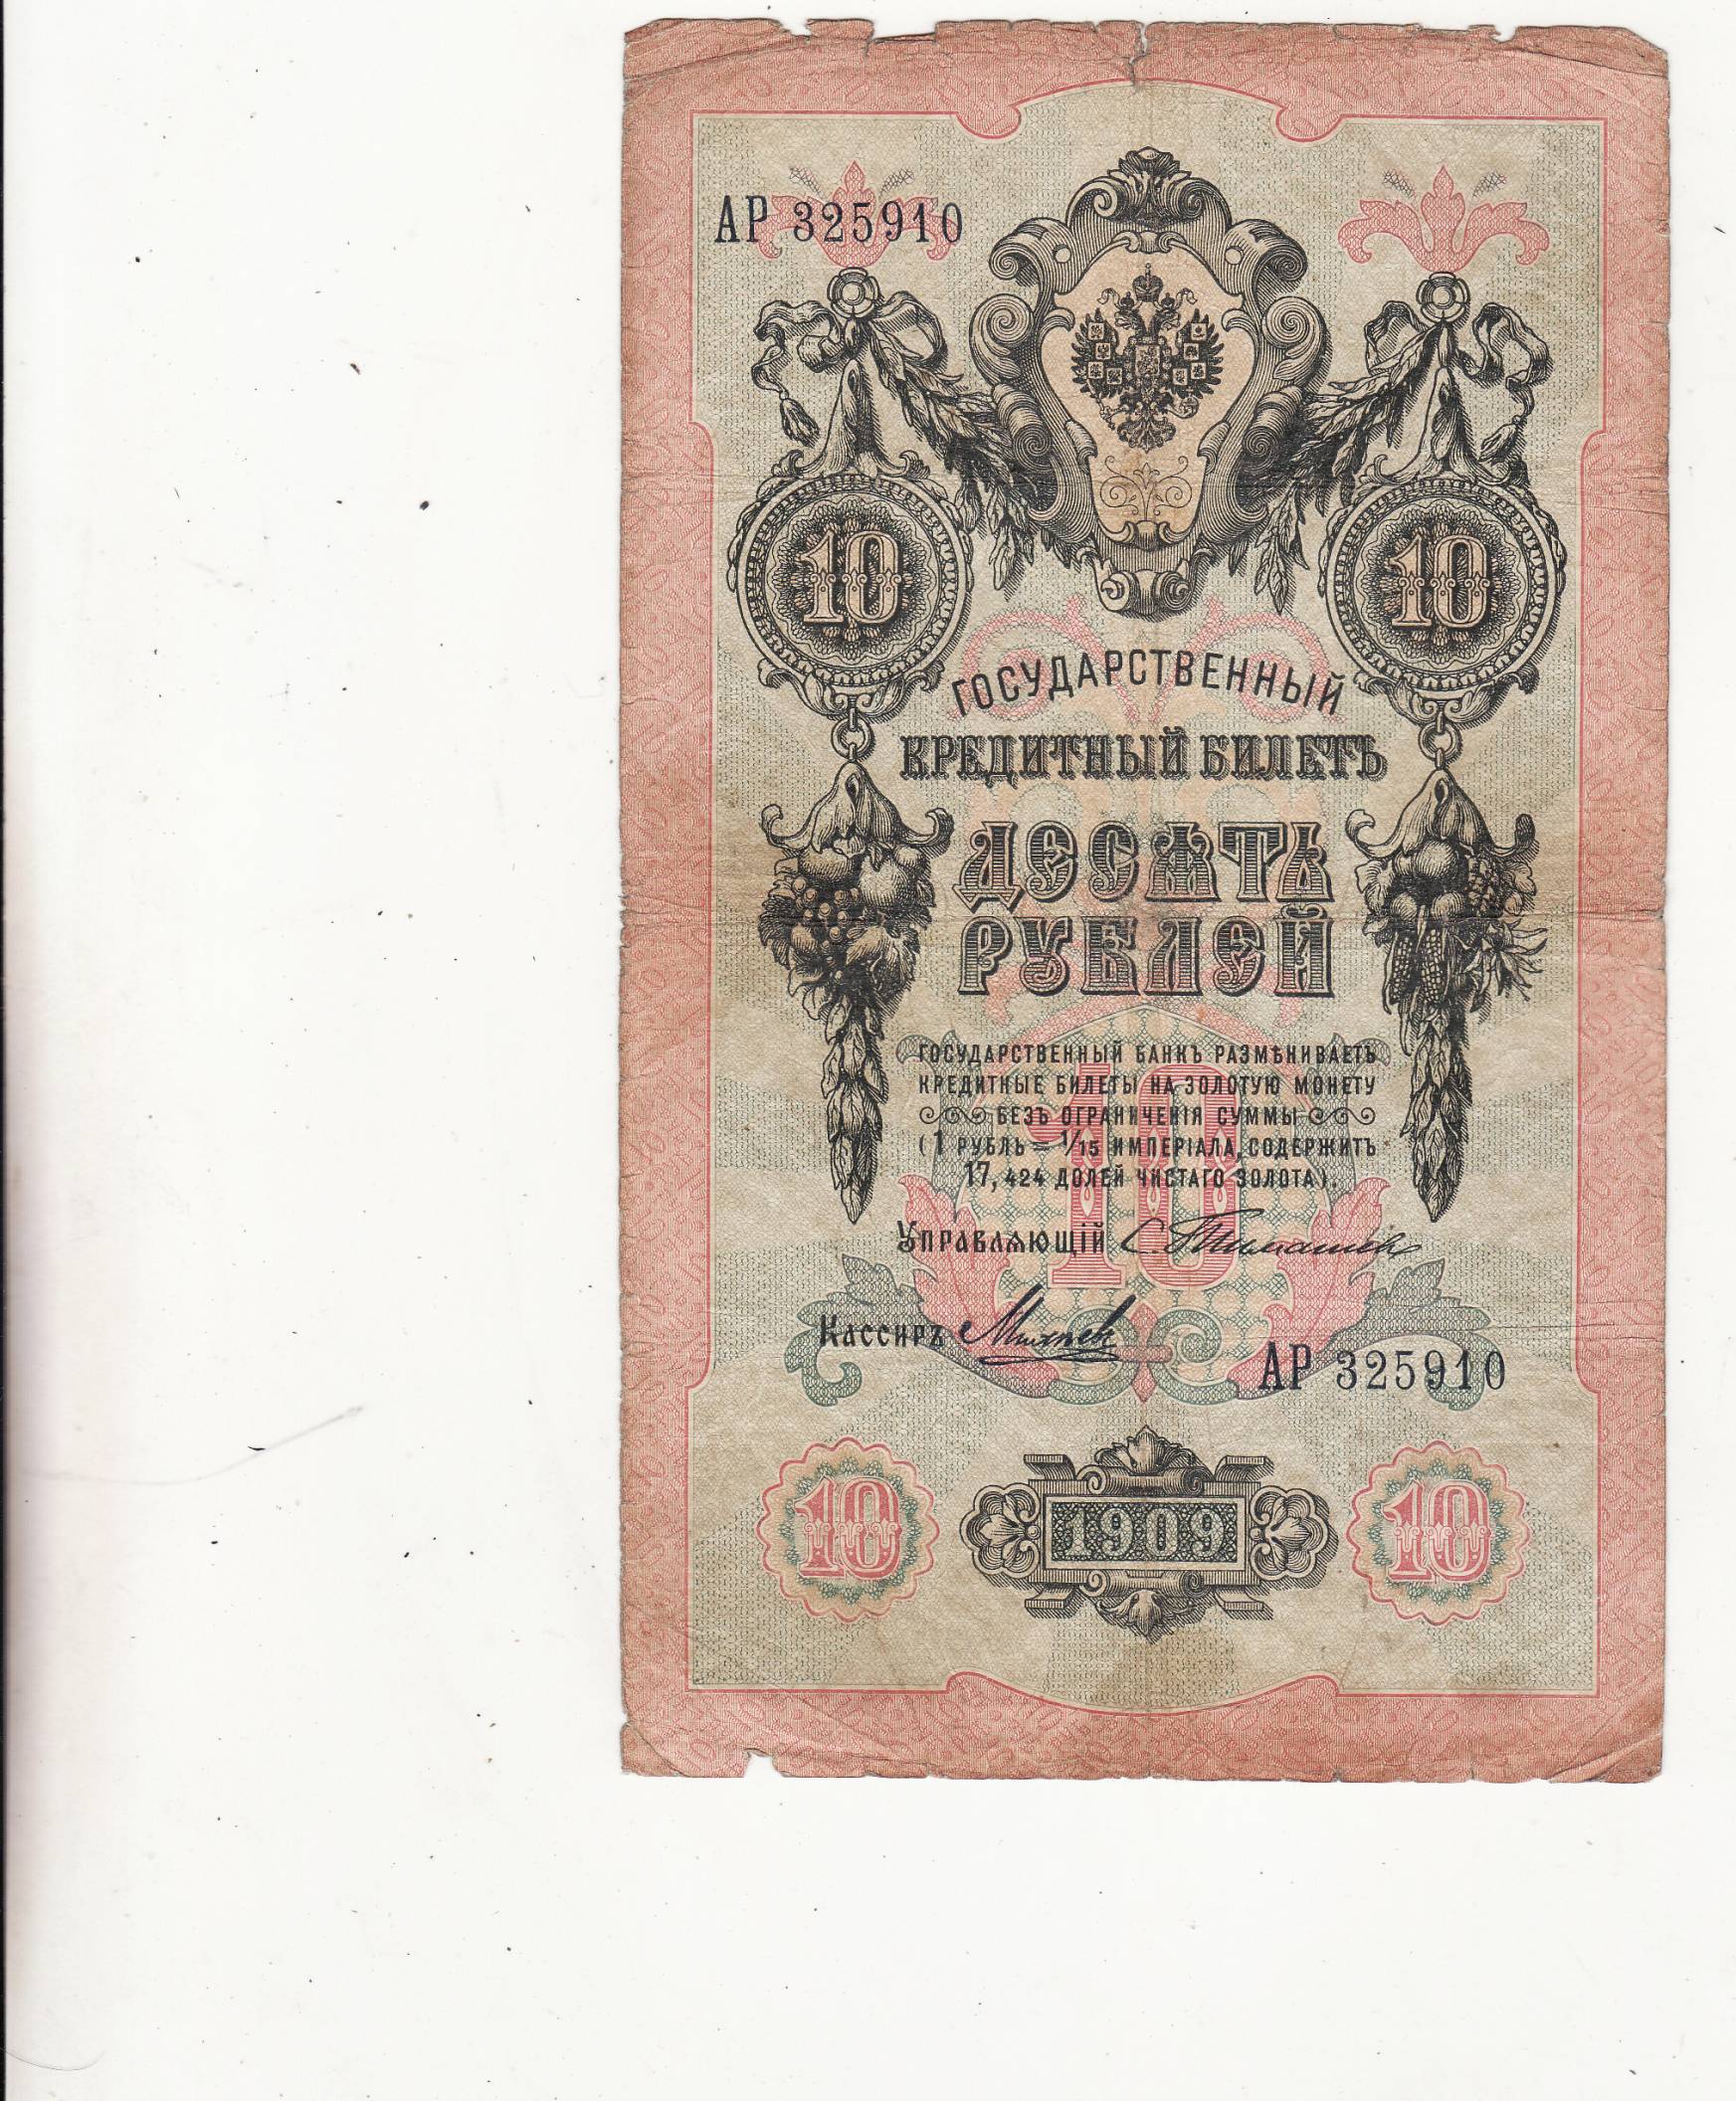 АР 325910
10 10
ГОСУДАРСТВЕННЫЙ
КРЕДИТНЫЙ БИЛЕТЪ
ДЕСЯТЬ
РУБЛЕЙ
ГОСУДАРСТВЕННЫЙ БАНКЪ РАЗМѢНИВАЕТЪ
КРЕДИТНЫЕ БИЛЕТЫ НА ЗОЛОТУЮ МОНЕТУ
БЕЗЪ ОГРАНИЧЕНІЯ СУММЫ
(1 РУБЛЬ = 1/15 ИМПЕРІАЛА, СОДЕРЖИТЪ
17,424 ДОЛЕЙ ЧИСТАГО ЗОЛОТА).
10
УПРАВЛЯЮЩІЙ С. Тимашевъ
КАССИРЪ
АР 325910
10 1909 10